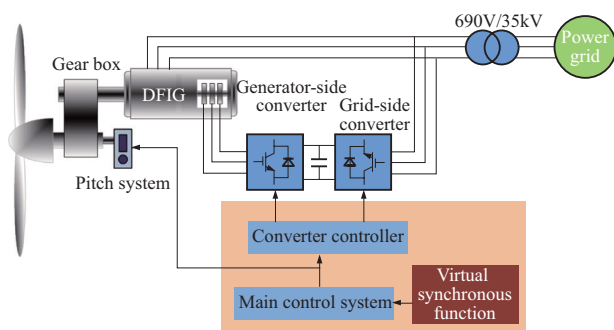 690V/35kV
Power
grid
Gear box
DFIG
Generator-side
converter
Grid-side
converter
Pitch system
Converter controller
Main control system
Virtual
synchronous
function